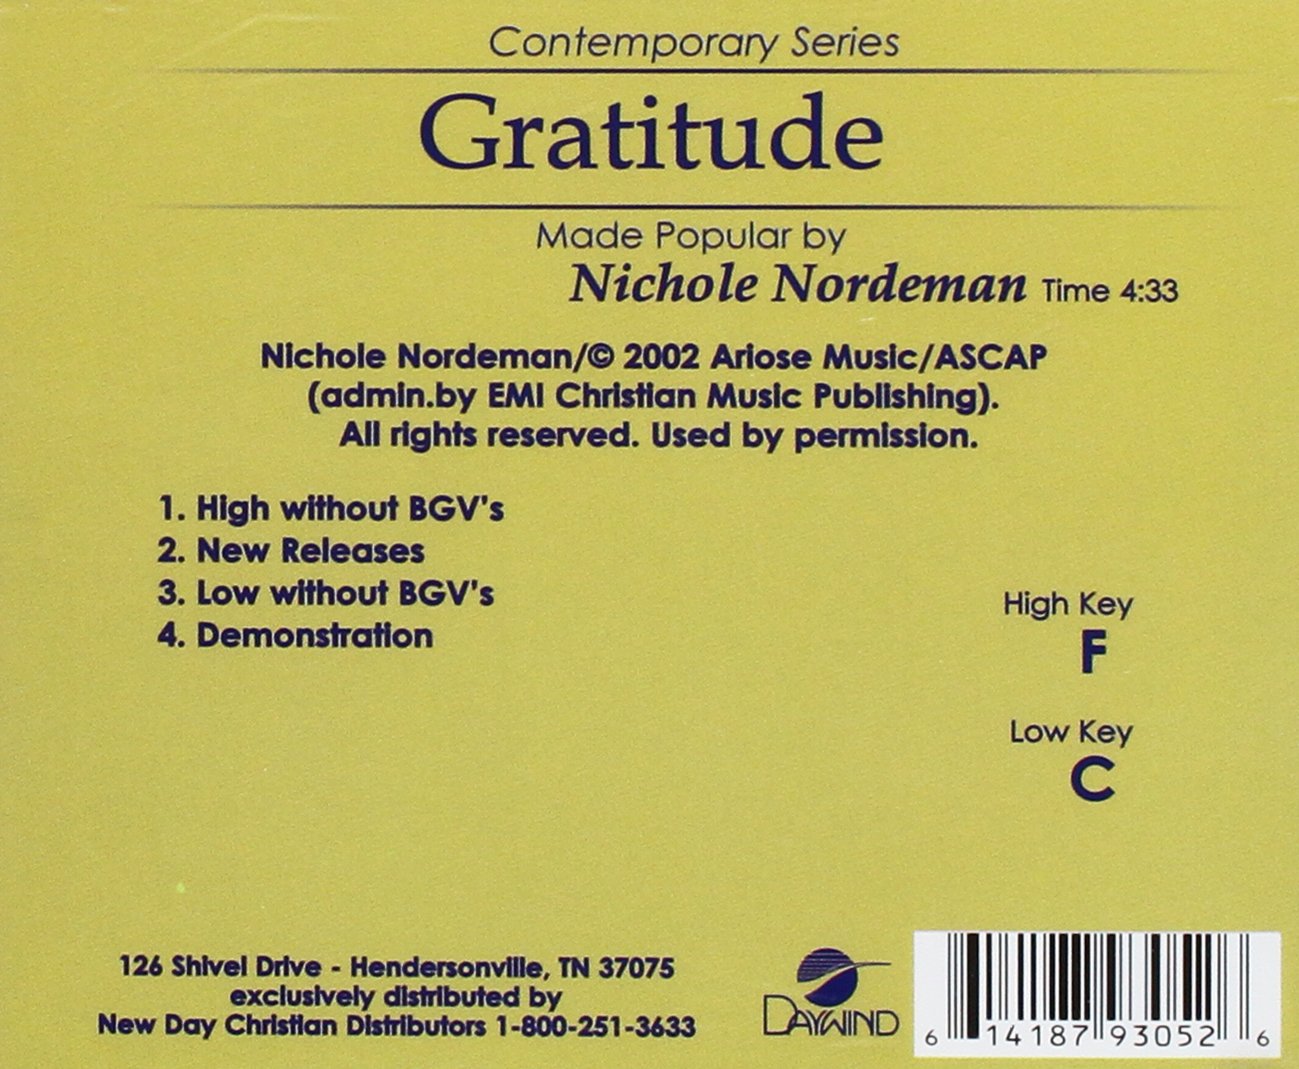 Contemporary Series
Gratitude
Made Popular by
Nichole Nordeman Time 4:33
Nichole Nordeman/© 2002 Ariose Music/ASCAP
(admin.by EMI Christian Music Publishing).
All rights reserved. Used by permission.
1. High without BGV's
2. New Releases
3. Low without BGV's
4. Demonstration
High Key
F
Low Key
C
126 Shivel Drive - Hendersonville, TN 37075
exclusively distributed by
New Day Christian Distributors 1-800-251-3633
DAYWIND
6 14187 93052 6